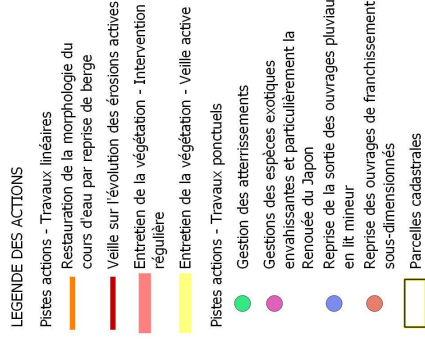 LEGENDE DES ACTIONS
Pistes actions - Travaux linéaires
Restauration de la morphologie du
cours d'eau par reprise de berge
Veille sur l'évolution des érosions actives
Entretien de la végétation - Intervention
régulière
Entretien de la végétation - Veille active
Pistes actions - Travaux ponctuels
Gestion des atterrissements
Gestions des espèces exotiques
envahissantes et particulièrement la
Renouée du Japon
Reprise de la sortie des ouvrages pluviau
en lit mineur
Reprise des ouvrages de franchissement
sous-dimensionnés
Parcelles cadastrales